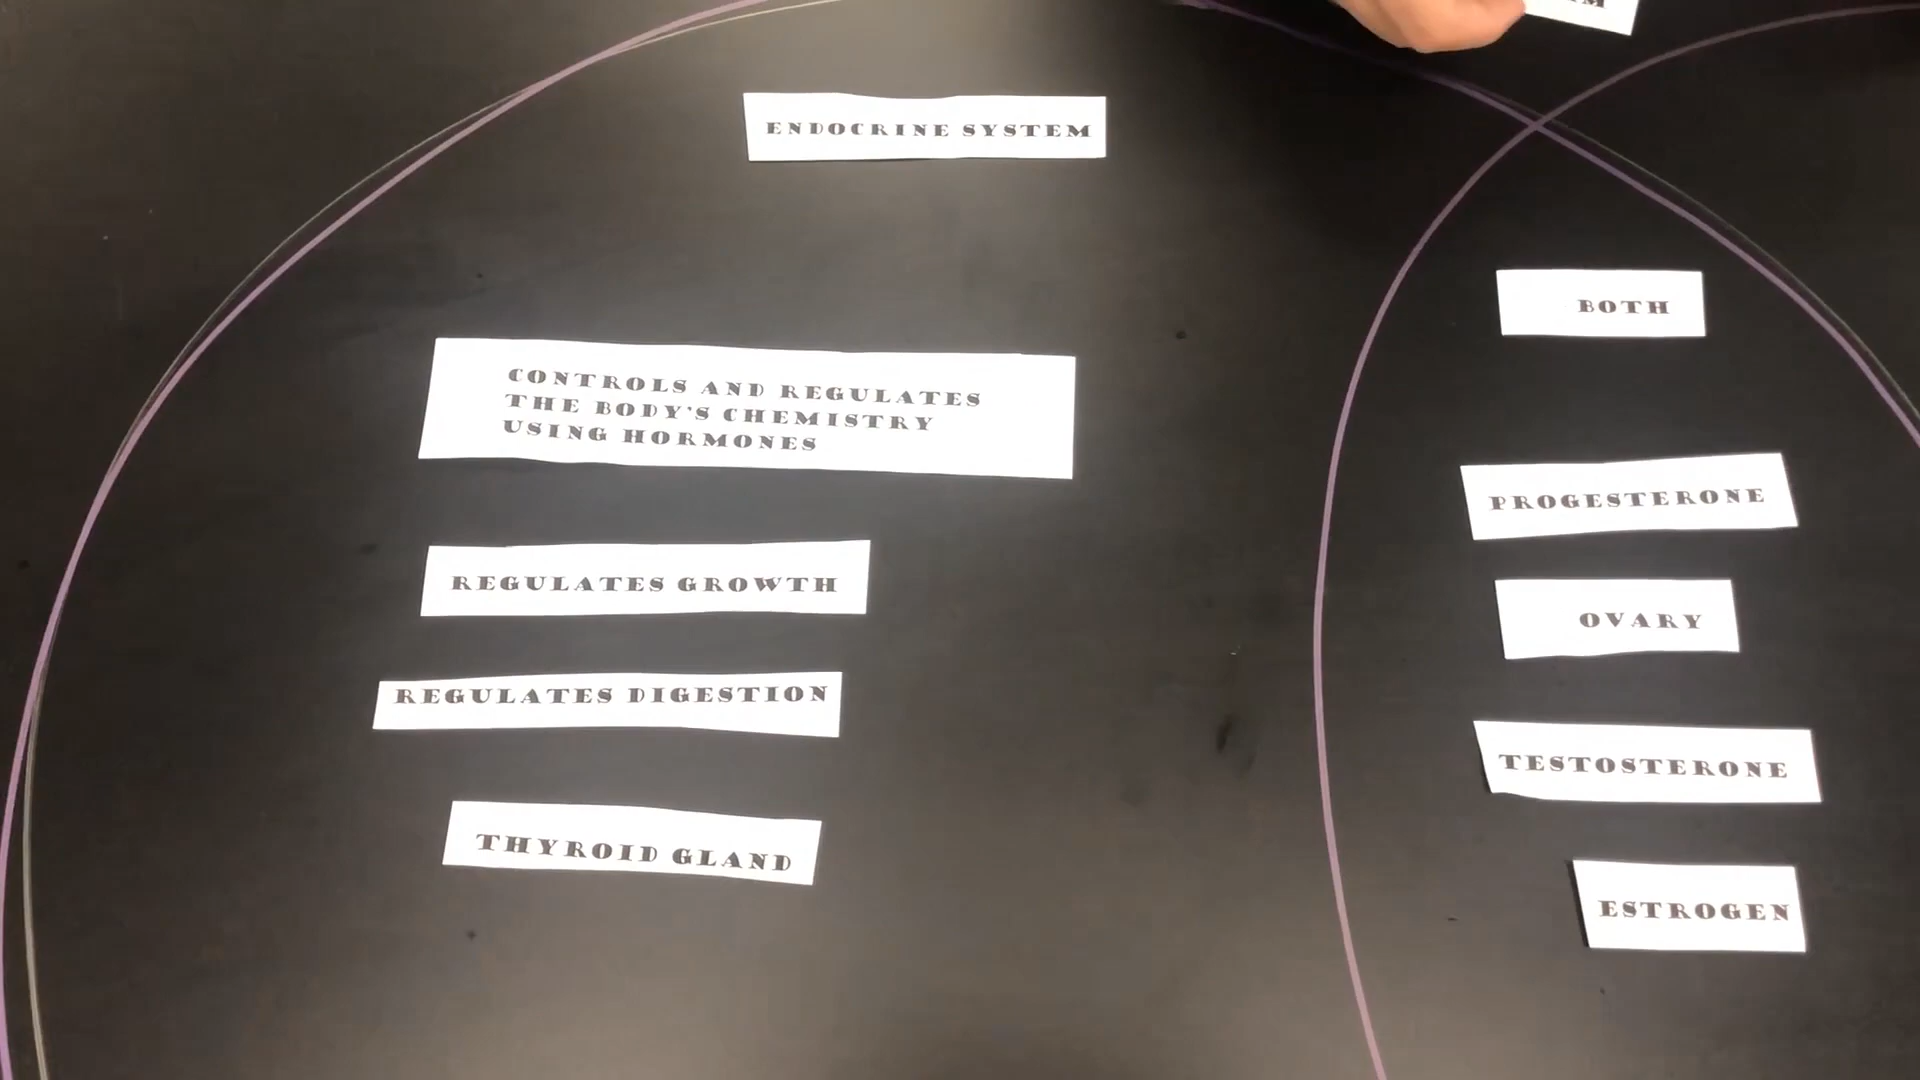 ENDOCRINE SYSTEM
CONTROLS AND REGULATES
THE BODY'S CHEMISTRY
USING HORMONES
REGULATES GROWTH
REGULATES DIGESTION
THYROID GLAND
BOTH
PROGESTERONE
OVARY
TESTOSTERONE
ESTROGEN